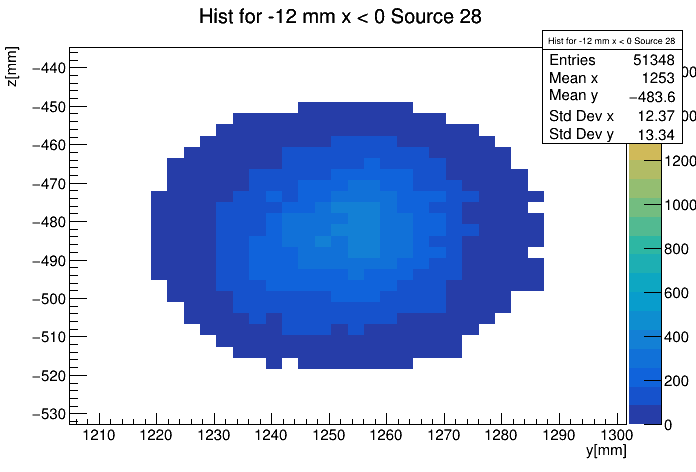 Hist for -12 mm x < 0 Source 28
z[mm]
Hist for -12 mm x < 0 Source 28
Entries 51348
Mean x 1253
Mean y −483.6
Std Dev x 12.37
Std Dev y 13.34
−440
−450
−460
−470
−480
−490
−500
−510
−520
−530
1210 1220 1230 1240 1250 1260 1270 1280 1290 1300
y[mm]
00
00
1200
1000
800
600
400
200
0